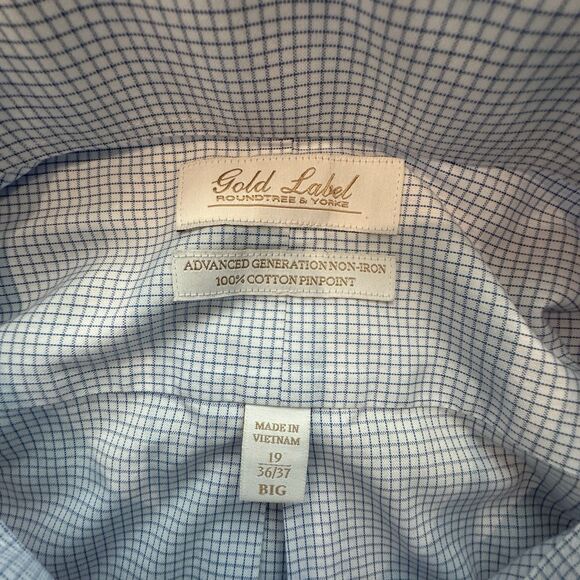 Gold Label
ROUNDTREE & YORKE
ADVANCED GENERATION NON-IRON
100% COTTON PINPOINT
MADE IN
VIETNAM
19
36/37
BIG